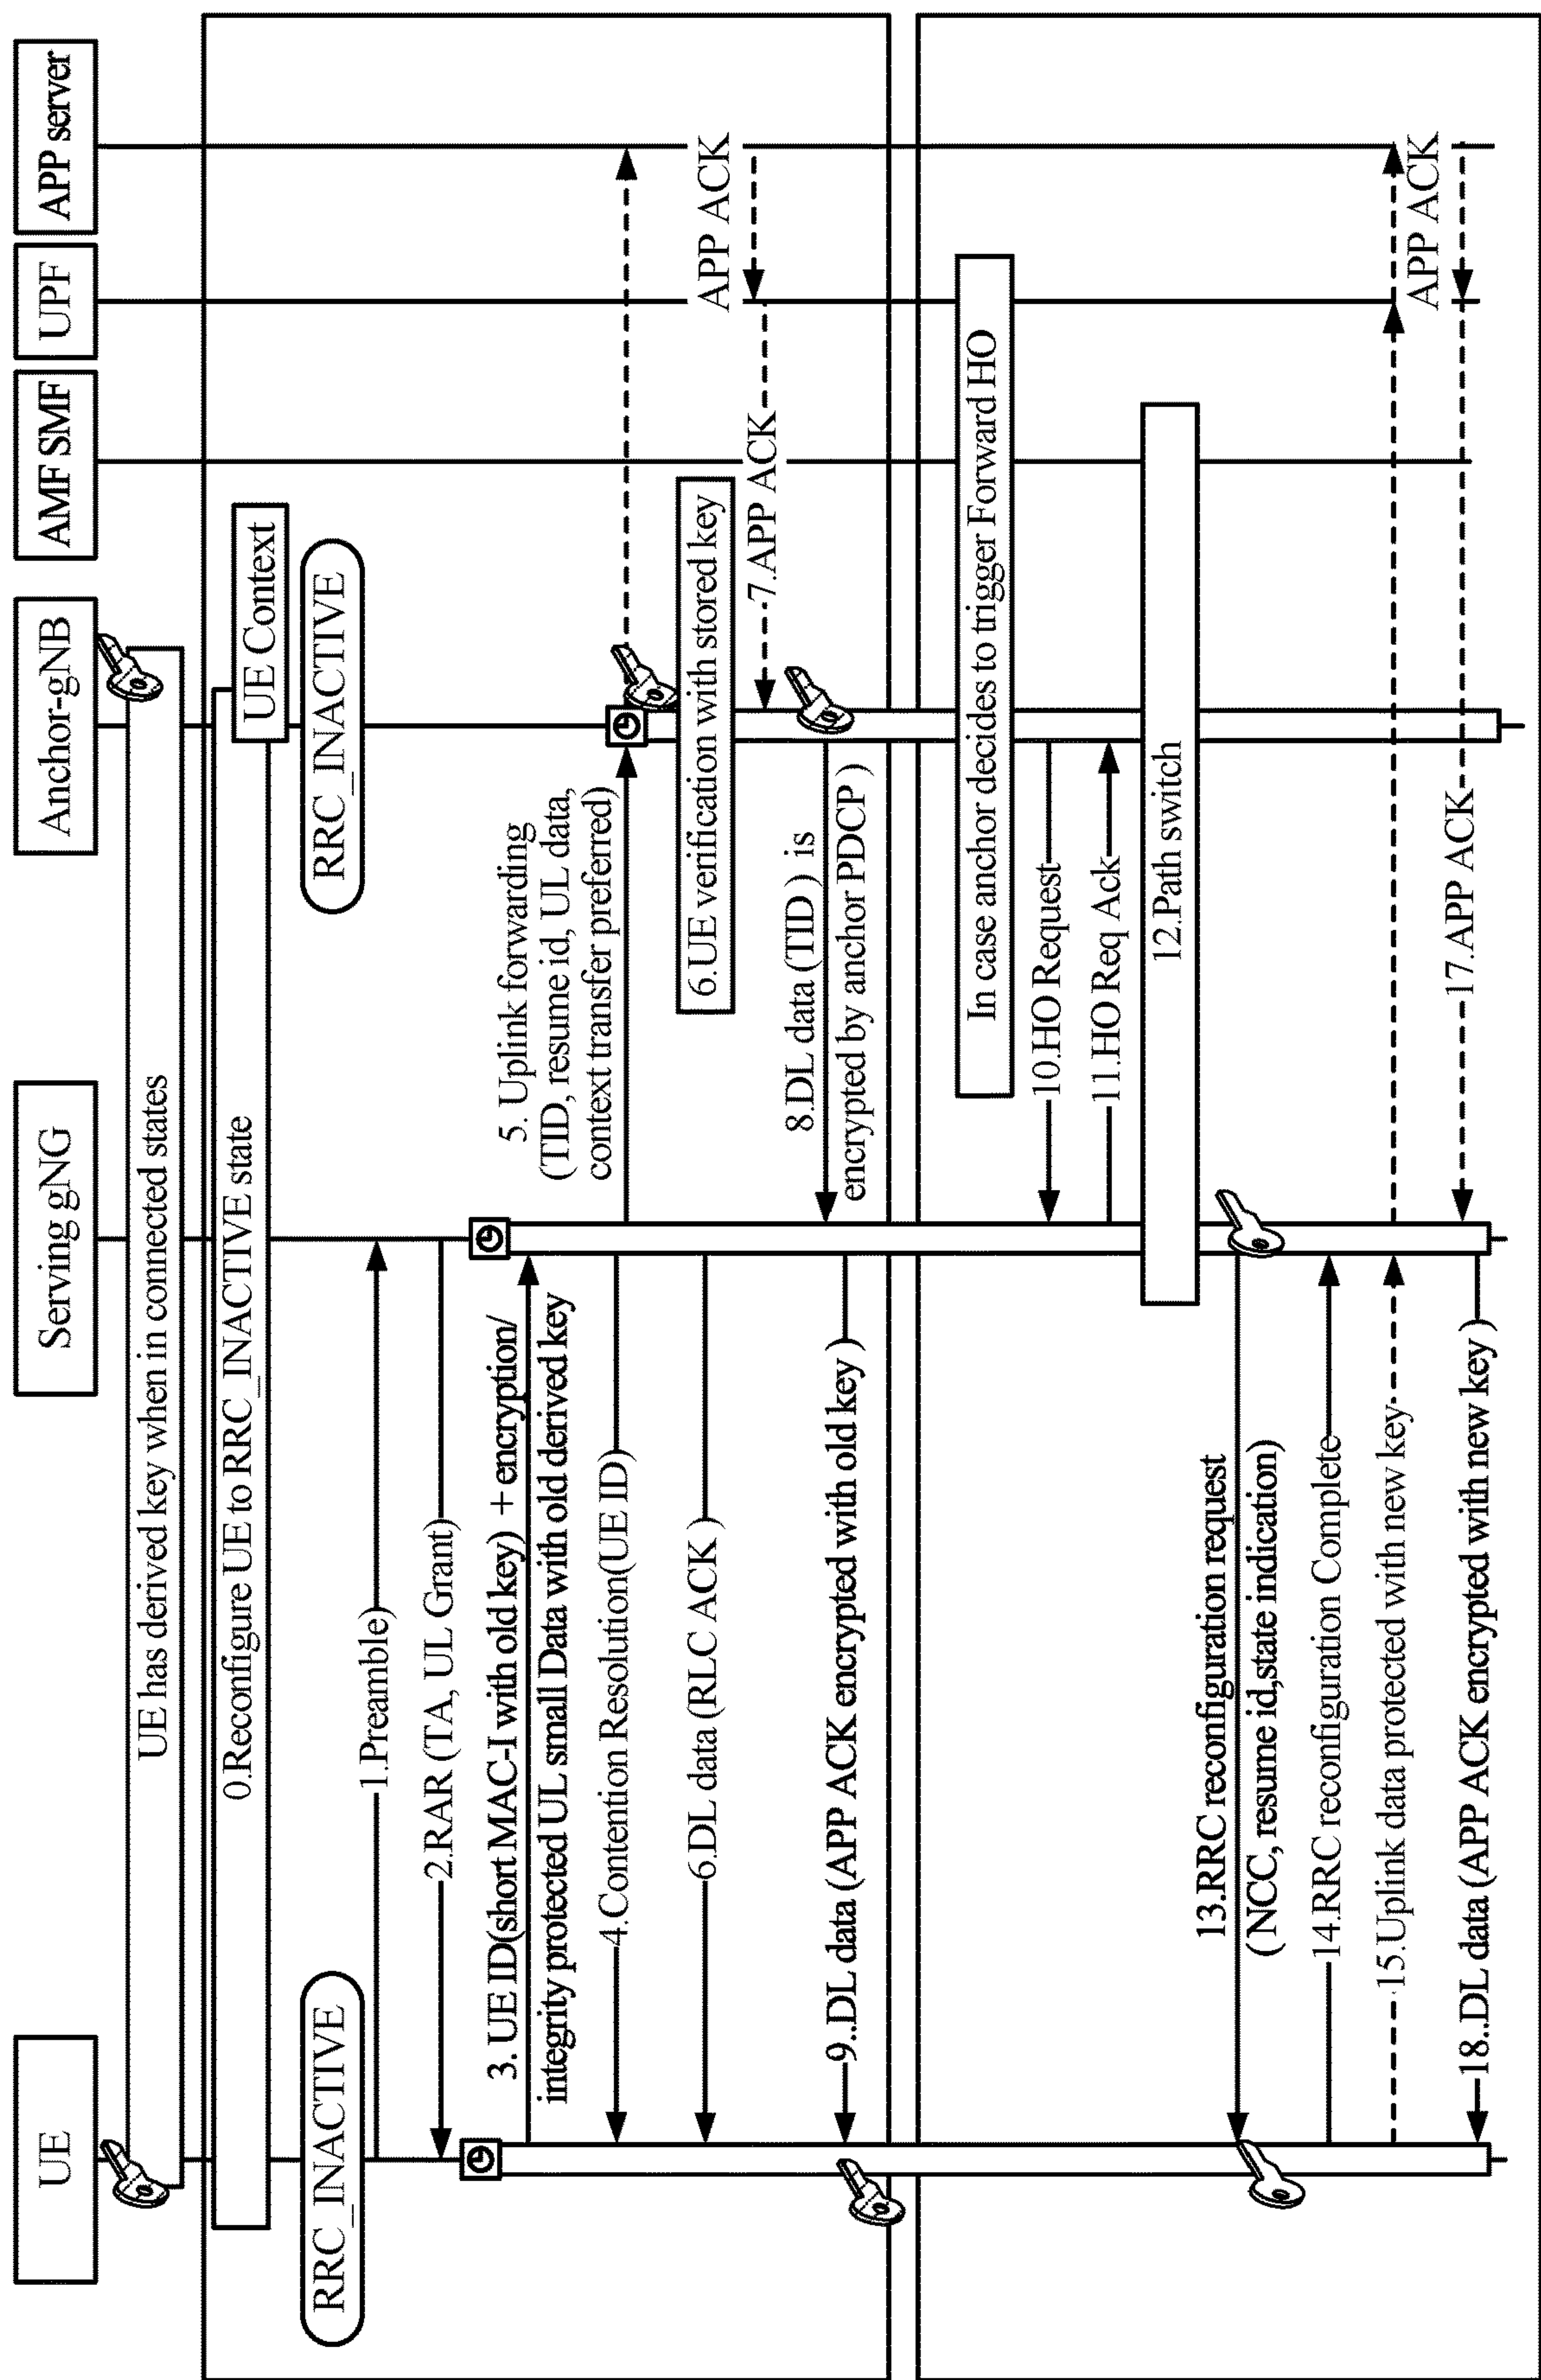 UE
Serving gNG
Anchor-gNB
AMF SMF
UPF
APP server
UE has derived key when in connected states
0.Reconfigure UE to RRC_INACTIVE state
UE Context
RRC_INACTIVE
RRC_INACTIVE
1.Preamble)
2.RAR (TA, UL Grant)
3. UE ID(short MAC-I with old key) + encryption/
integrity protected UL small Data with old derived key
5. Uplink forwarding
(TID, resume id, UL data,
context transfer preferred)
4.Contention Resolution(UE ID)
6.UE verification with stored key
6.DL data (RLC ACK )
APP ACK
7.APP ACK
8.DL data (TID ) is
encrypted by anchor PDCP )
9..DL data (APP ACK encrypted with old key )
In case anchor decides to trigger Forward HO
10.HO Request
11.HO Req Ack
12.Path switch
13.RRC reconfiguration request
( NCC, resume id,state indication)
14.RRC reconfiguration Complete
15.Uplink data protected with new key
APP ACK
17.APP ACK
18..DL data (APP ACK encrypted with new key )